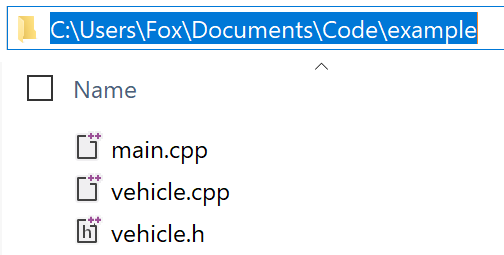 C:\Users\Fox\Documents\Code\example
Name
++ main.cpp
++ vehicle.cpp
h++ vehicle.h